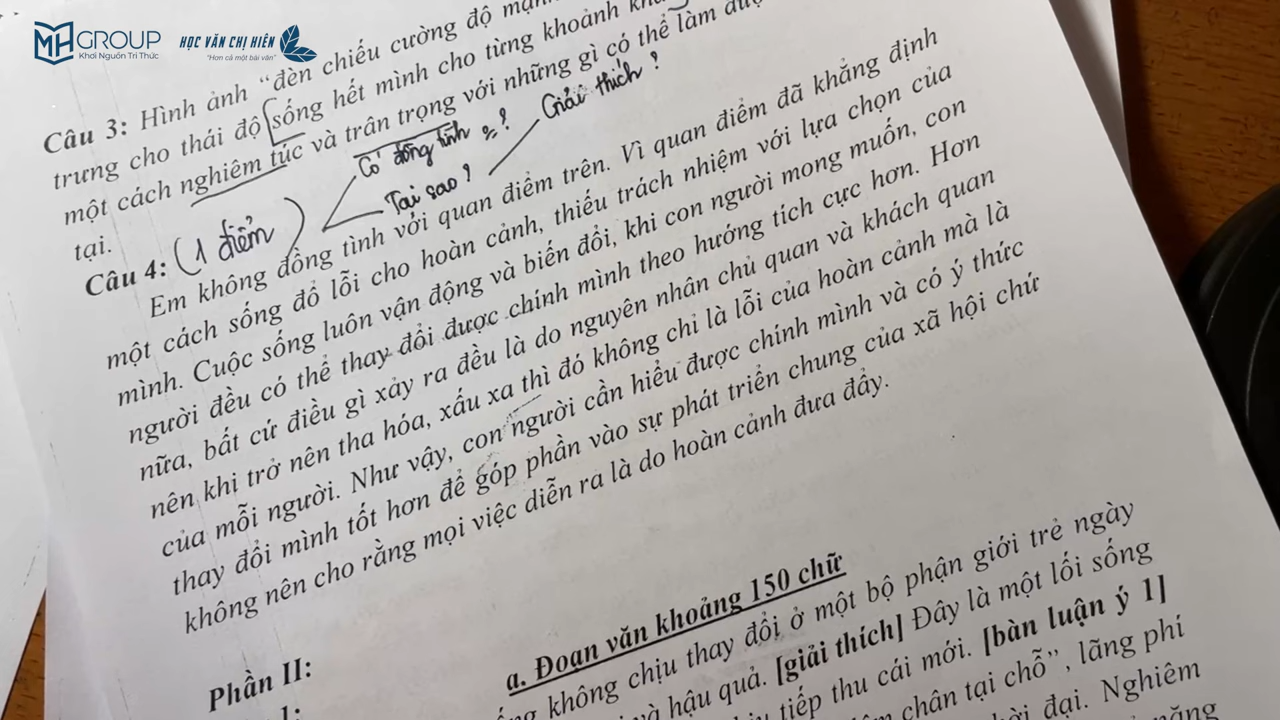 MH GROUP
Khơi Nguồn Tri Thức
HỌC VĂN CHỊ HIÊN
"Hơn cả một bài văn"
Câu 3: Hình ảnh "đèn chiếu cường độ mạnh
trưng cho thái độ sống hết mình cho từng khoảnh
một cách nghiêm túc và trân trọng với những gì có thể làm
tại.
Có đồng tình ?
Tại sao ? Giải thích ?
Câu 4: (1 điểm)
Em không đồng tình với quan điểm trên. Vì quan điểm đã khẳng định
một cách sống đổ lỗi cho hoàn cảnh, thiếu trách nhiệm với lựa chọn của
mình. Cuộc sống luôn vận động và biến đổi, khi con người mong muốn, con
người đều có thể thay đổi được chính mình theo hướng tích cực hơn. Hơn
nữa, bất cứ điều gì xảy ra đều là do nguyên nhân chủ quan và khách quan
nên khi trở nên tha hóa, xấu xa thì đó không chỉ là lỗi của hoàn cảnh mà là
của mỗi người. Như vậy, con người cần hiểu được chính mình và có ý thức
thay đổi mình tốt hơn để góp phần vào sự phát triển chung của xã hội chứ
không nên cho rằng mọi việc diễn ra là do hoàn cảnh đưa đẩy.
Phần II:
a. Đoạn văn khoảng 150 chữ
không chịu thay đổi ở một bộ phận giới trẻ ngày
và hậu quả. [giải thích] Đây là một lối sống
tiếp thu cái mới. [bàn luận ý 1]
chân tại chỗ", lãng phí
đại. Nghiêm